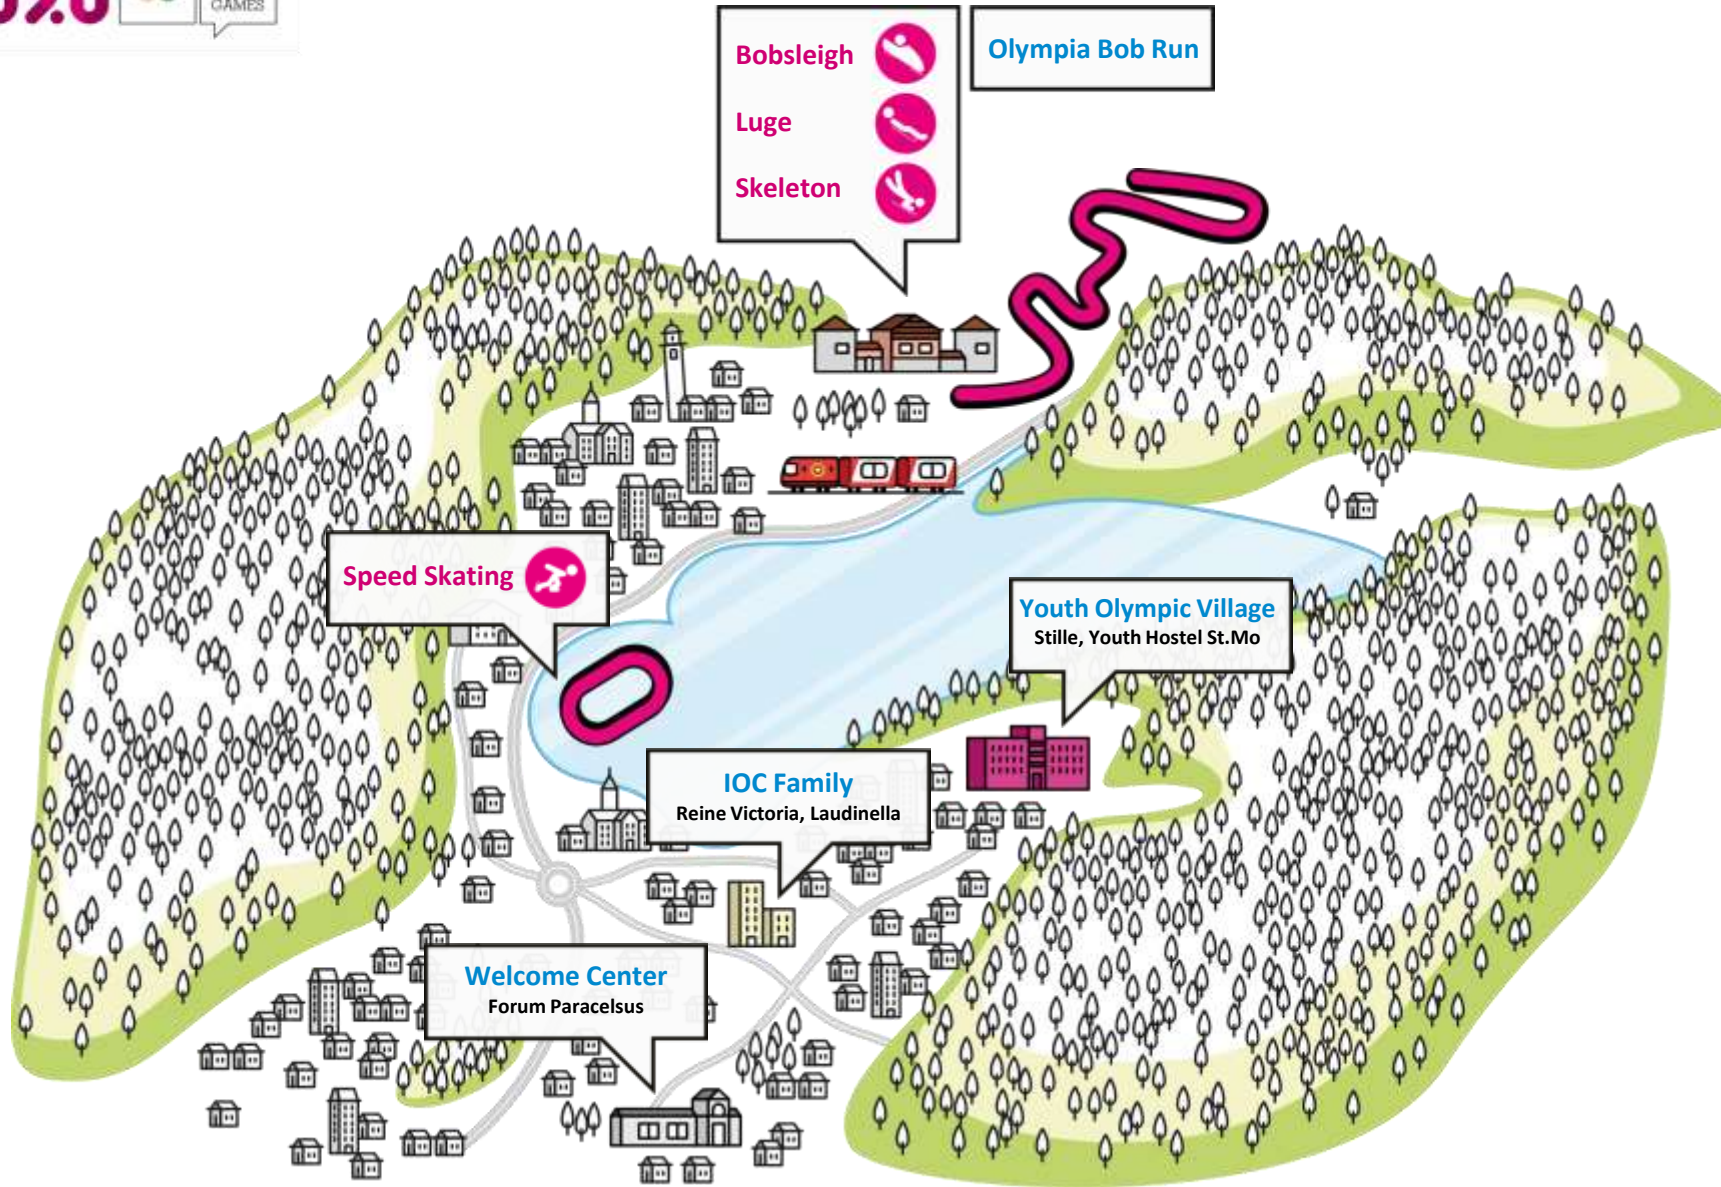 GAMES
Bobsleigh
Luge
Skeleton
Olympia Bob Run
Speed Skating
Youth Olympic Village
Stille, Youth Hostel St.Mo
IOC Family
Reine Victoria, Laudinella
Welcome Center
Forum Paracelsus